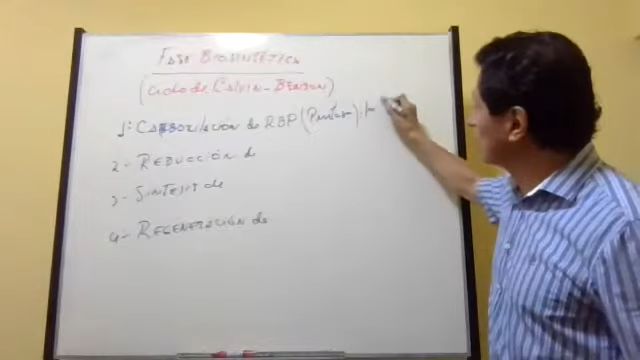 FASE BIOSINTÉTICA
(Ciclo de CALVIN - BENSON)
1- CARBOXILACIÓN de RBP (Pentosa):
2- REDUCCIÓN de
3- SINTESIS de
4- REGENERACIÓN de